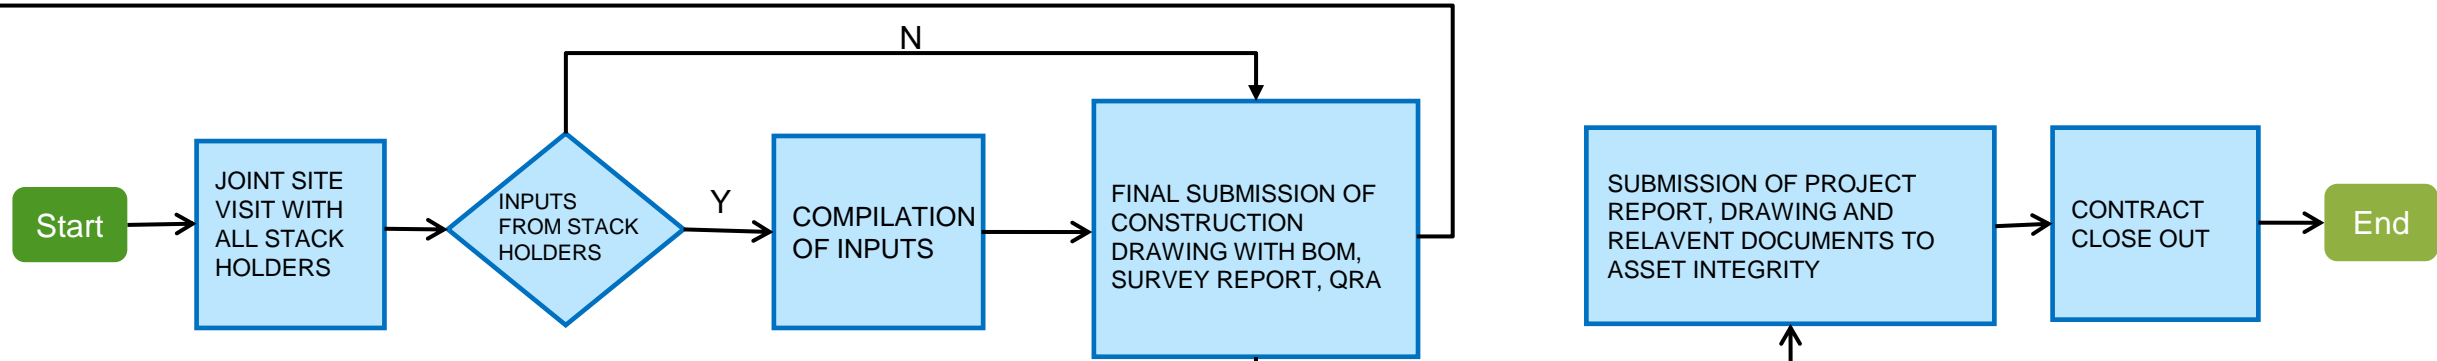 N
Start
JOINT SITE
VISIT WITH
ALL STACK
HOLDERS
INPUTS
FROM STACK
HOLDERS
Y
COMPILATION
OF INPUTS
FINAL SUBMISSION OF
CONSTRUCTION
DRAWING WITH BOM,
SURVEY REPORT, QRA
SUBMISSION OF PROJECT
REPORT, DRAWING AND
RELAVENT DOCUMENTS TO
ASSET INTEGRITY
CONTRACT
CLOSE OUT
End